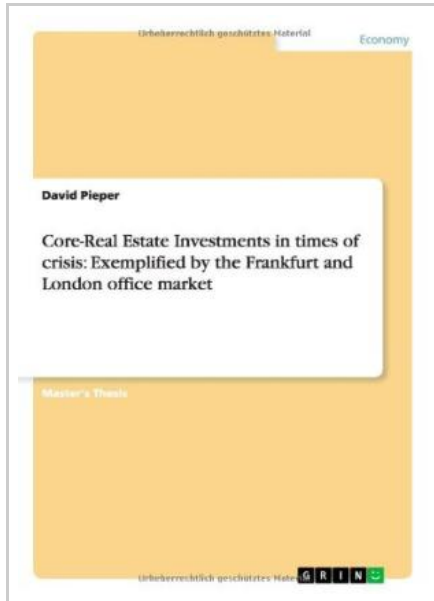 Urheberrechtlich geschütztes Material
Economy
David Pieper
Core-Real Estate Investments in times of
crisis: Exemplified by the Frankfurt and
London office market
Master's Thesis
Urheberrechtlich geschütztes Mate
GRIN